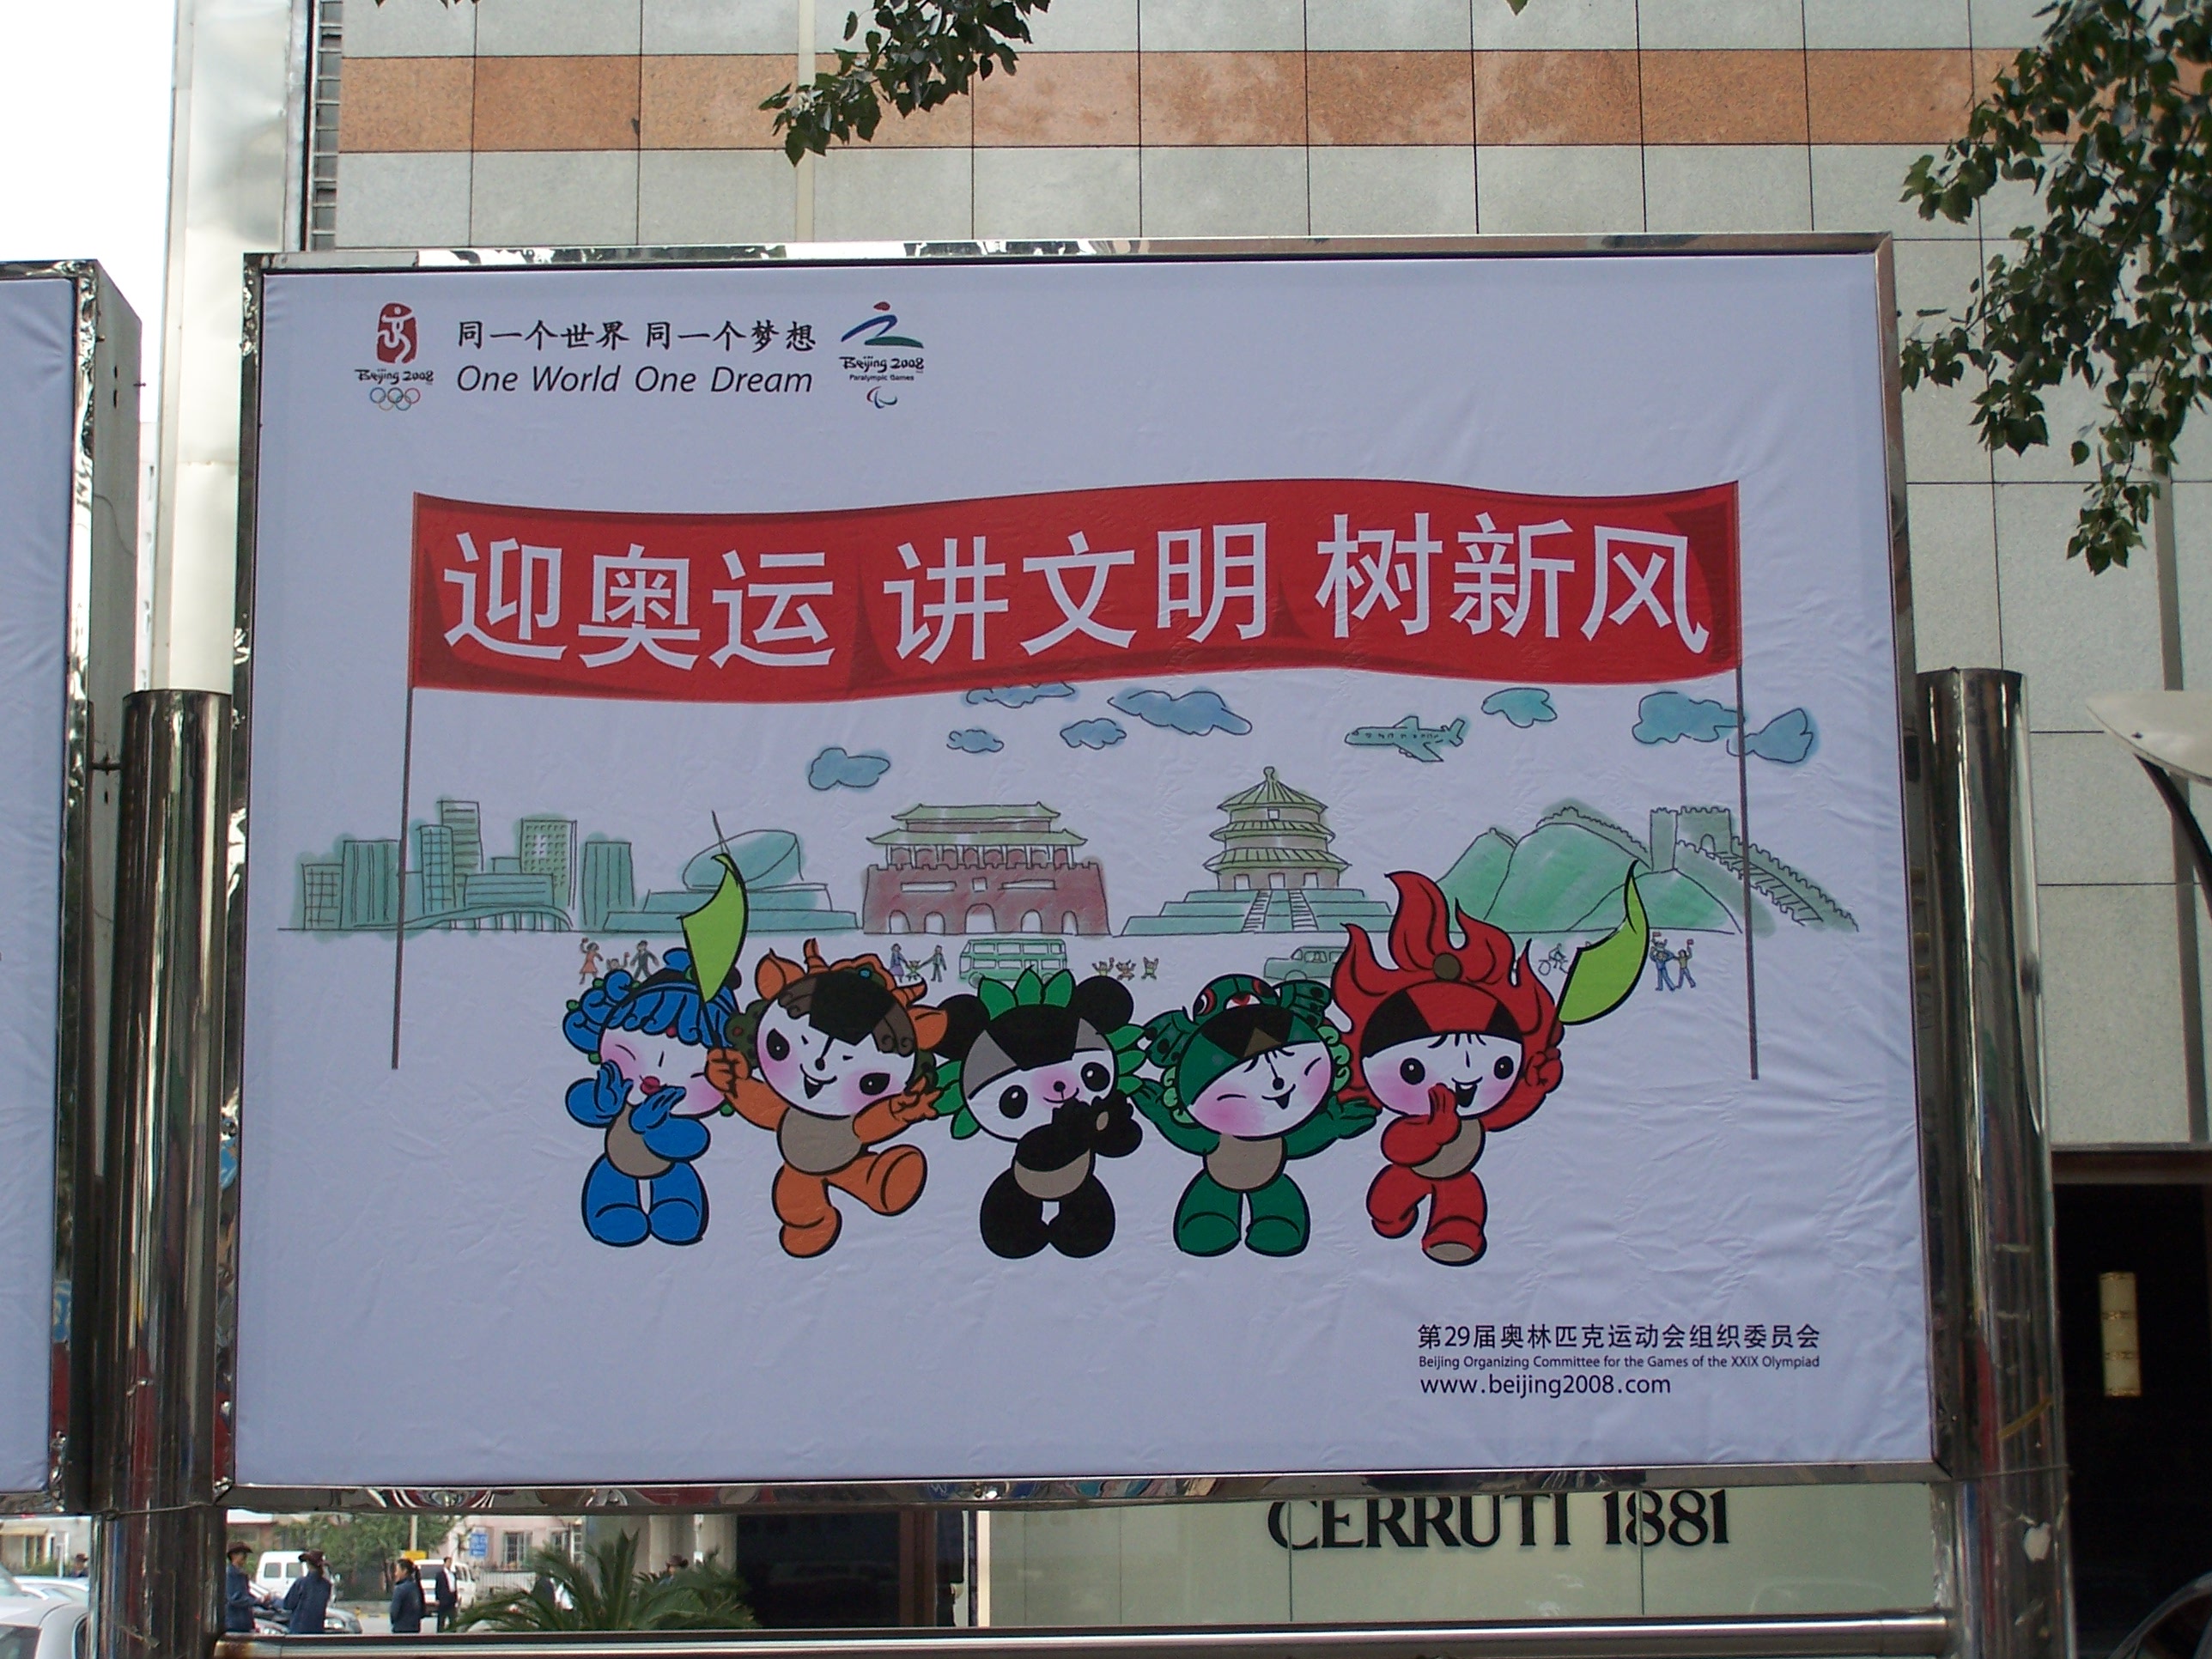 Beijing 2008
同一个世界 同一个梦想
One World One Dream
Beijing 2008
Paralympic Games
迎奥运 讲文明 树新风
第29届奥林匹克运动会组织委员会
Beijing Organizing Committee for the Games of the XXIX Olympiad
www.beijing2008.com
CERRUTI 1881